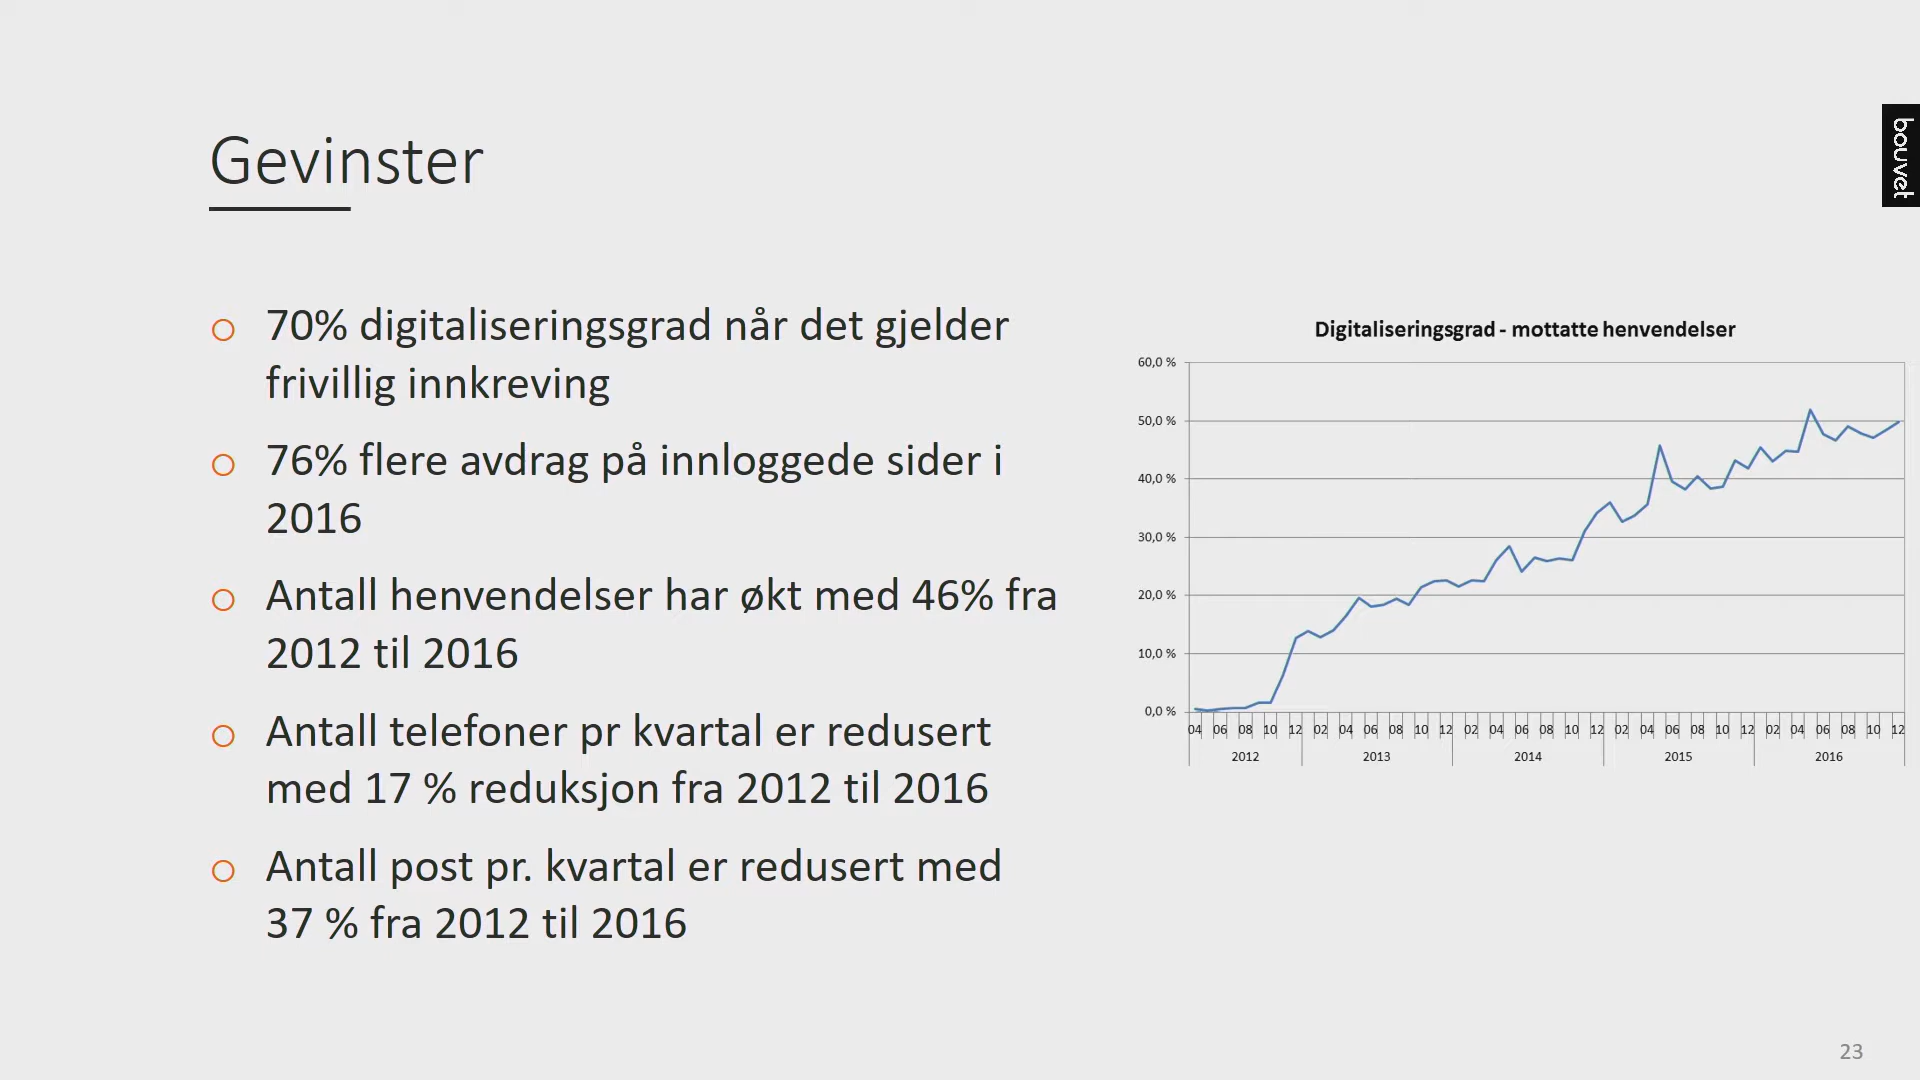 Gevinster
bouvet
70% digitaliseringsgrad når det gjelder
frivillig innkreving
76% flere avdrag på innloggede sider i
2016
Antall henvendelser har økt med 46% fra
2012 til 2016
Antall telefoner pr kvartal er redusert
med 17 % reduksjon fra 2012 til 2016
Antall post pr. kvartal er redusert med
37 % fra 2012 til 2016
Digitaliseringsgrad - mottatte henvendelser
60,0 %
50,0 %
40,0 %
30,0 %
20,0 %
10,0 %
0,0 %
04 06 08 10 12 02 04 06 08 10 12 02 04 06 08 10 12 02 04 06 08 10 12 02 04 06 08 10 12
2012 2013 2014 2015 2016
23